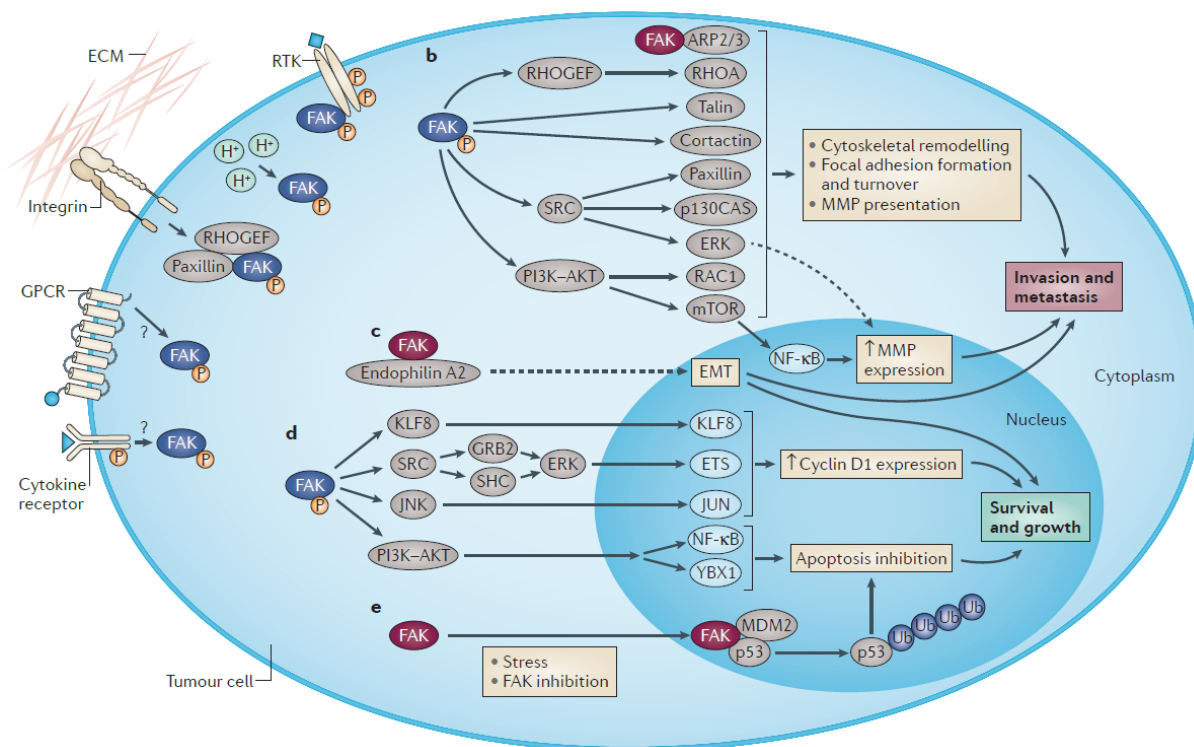 ECM
RTK
P
P
FAK
P
H+
H+
H+
FAK
P
Integrin
RHOGEF
Paxillin
FAK
P
GPCR
?
FAK
P
?
FAK
P
P
Cytokine
receptor
Tumour cell
b
FAK
P
FAK
ARP2/3
RHOGEF
RHOA
Talin
Cortactin
SRC
Paxillin
p130CAS
ERK
PI3K–AKT
RAC1
mTOR
• Cytoskeletal remodelling
• Focal adhesion formation
and turnover
• MMP presentation
Invasion and
metastasis
NF-κB
↑MMP
expression
Cytoplasm
Nucleus
c
FAK
Endophilin A2
EMT
d
FAK
P
KLF8
KLF8
SRC
GRB2
SHC
ERK
ETS
JNK
JUN
↑Cyclin D1 expression
Survival
and growth
PI3K–AKT
NF-κB
YBX1
Apoptosis inhibition
e
FAK
• Stress
• FAK inhibition
FAK
MDM2
p53
p53
Ub
Ub
Ub
Ub